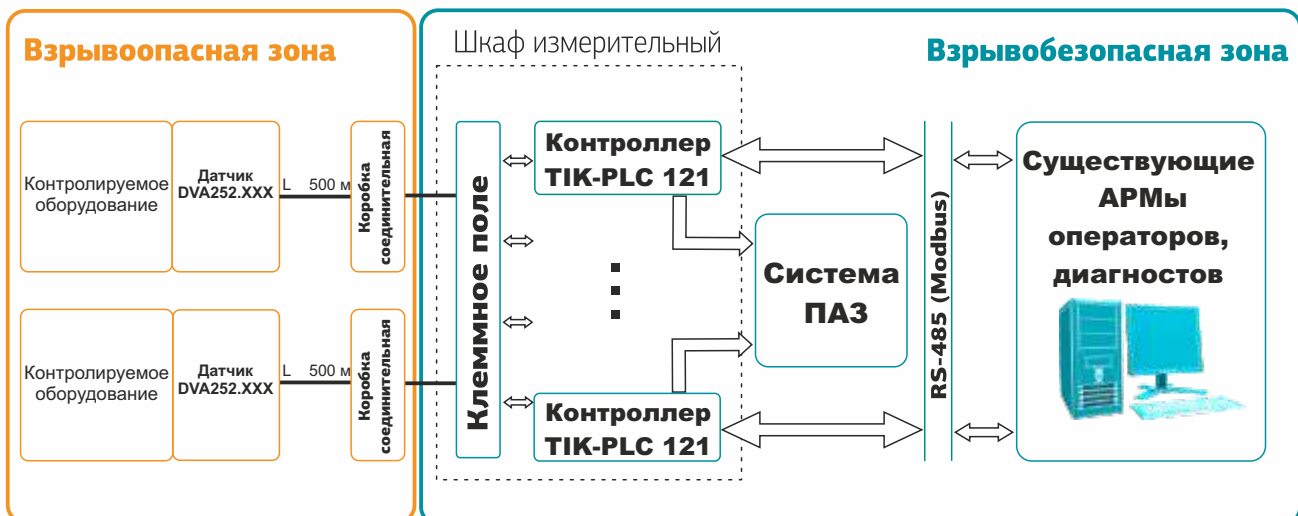 Взрывоопасная зона
Шкаф измерительный
Взрывобезопасная зона
Контролируемое
оборудование
Датчик
DVA252.XXX
L 500 м
Коробка
соединительная
Клеммное поле
Контроллер
TIK-PLC 121
Система
ПАЗ
RS-485 (Modbus)
Существующие
АРМы
операторов,
диагностов
Контролируемое
оборудование
Датчик
DVA252.XXX
L 500 м
Коробка
соединительная
Контроллер
TIK-PLC 121